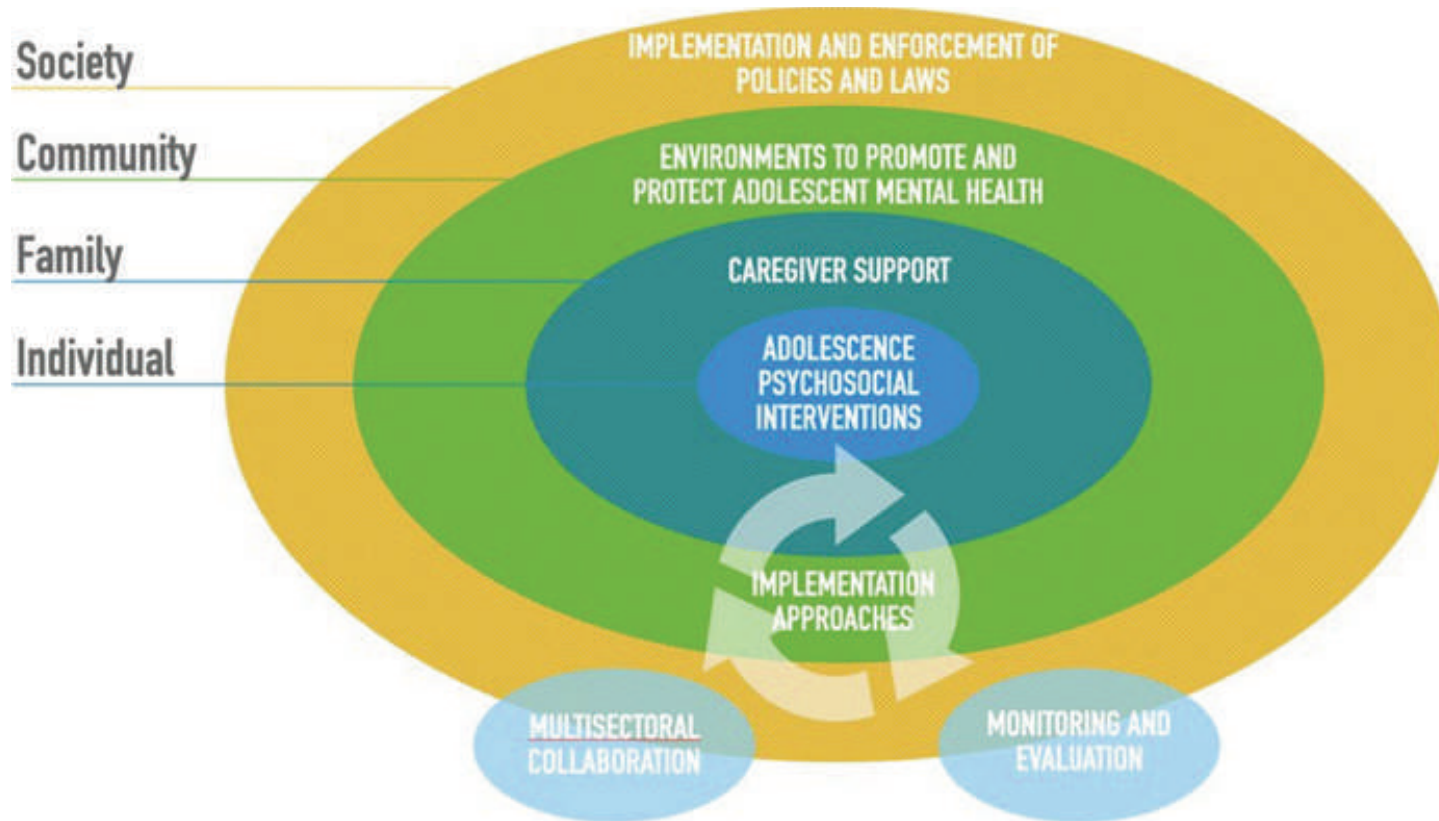 Society
IMPLEMENTATION AND ENFORCEMENT OF
POLICIES AND LAWS
Community
ENVIRONMENTS TO PROMOTE AND
PROTECT ADOLESCENT MENTAL HEALTH
Family
CAREGIVER SUPPORT
Individual
ADOLESCENCE
PSYCHOSOCIAL
INTERVENTIONS
IMPLEMENTATION
APPROACHES
MULTISECTORAL
COLLABORATION
MONITORING AND
EVALUATION